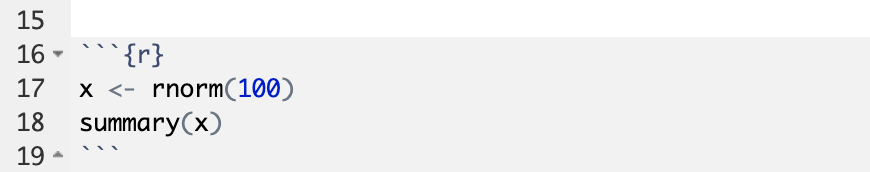 15
16 ```{r}
17 x <- rnorm(100)
18 summary(x)
19 ```